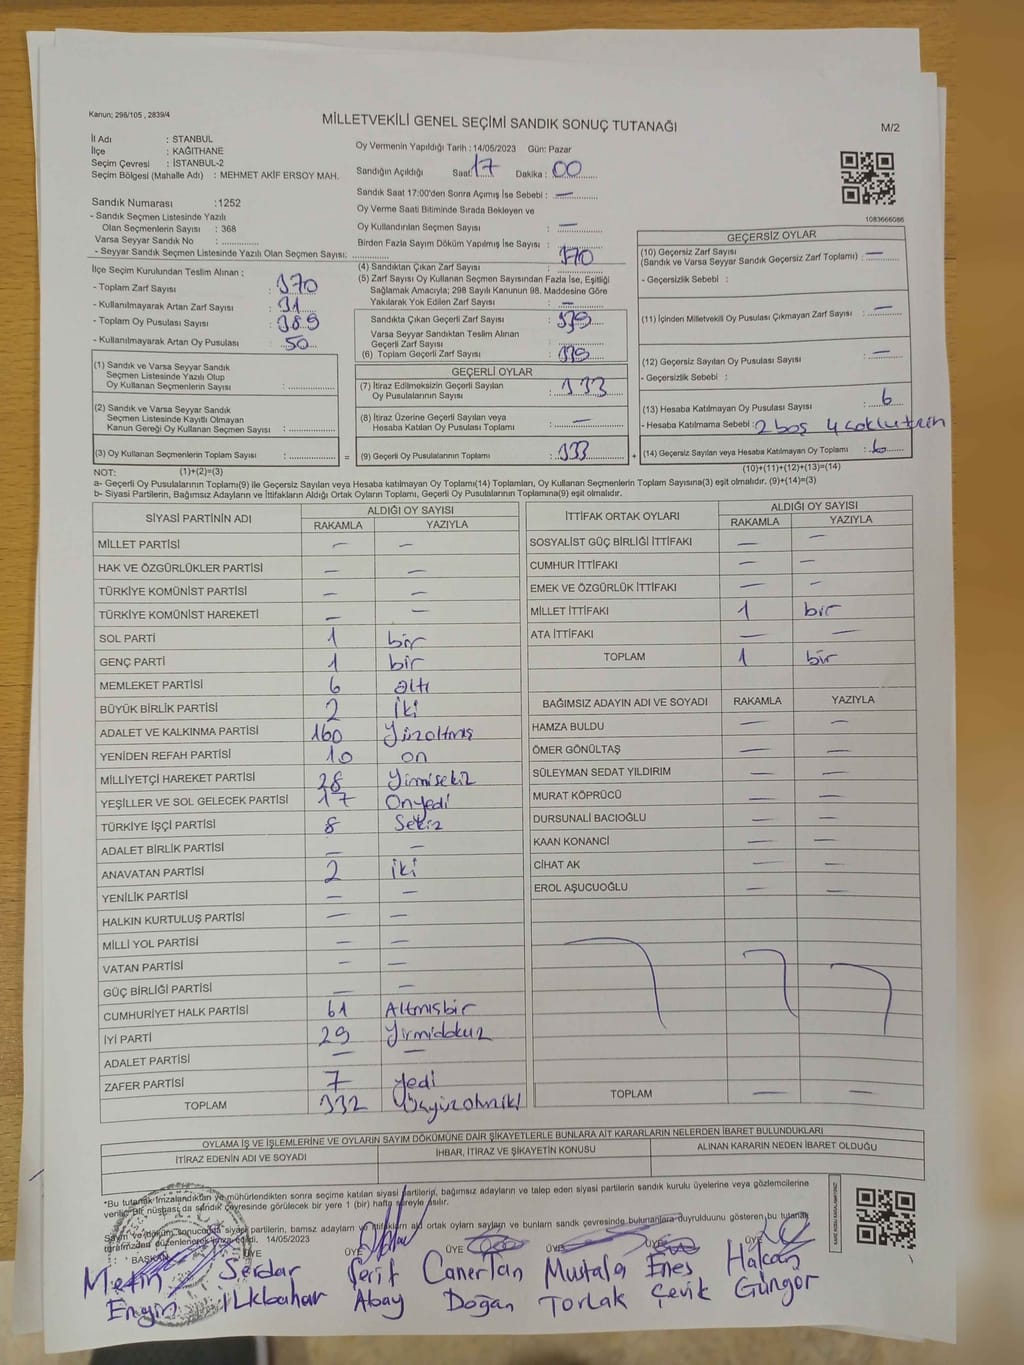 Kanun; 298/105 , 2839/4
MİLLETVEKİLİ GENEL SEÇİMİ SANDIK SONUÇ TUTANAĞI
M/2
İl Adı : STANBUL
İlçe : KAĞITHANE
Seçim Çevresi : İSTANBUL-2
Seçim Bölgesi (Mahalle Adı) : MEHMET AKİF ERSOY MAH.
Oy Vermenin Yapıldığı Tarih : 14/05/2023 Gün: Pazar
Sandığın Açıldığı Saat 17 Dakika : 00
Sandık Saat 17:00'den Sonra Açımış İse Sebebi : —
Oy Verme Saati Bitiminde Sırada Bekleyen ve
Oy Kullandırılan Seçmen Sayısı : —
Birden Fazla Sayım Döküm Yapılmış İse Sayısı :
1083666086
Sandık Numarası :1252
- Sandık Seçmen Listesinde Yazılı
Olan Seçmenlerin Sayısı : 368
Varsa Seyyar Sandık No :
- Seyyar Sandık Seçmen Listesinde Yazılı Olan Seçmen Sayısı:
İlçe Seçim Kurulundan Teslim Alınan ;
- Toplam Zarf Sayısı : 370
- Kullanılmayarak Artan Zarf Sayısı : 31
- Toplam Oy Pusulası Sayısı : 389
- Kullanılmayarak Artan Oy Pusulası : 50
(1) Sandık ve Varsa Seyyar Sandık
Seçmen Listesinde Yazılı Olup
Oy Kullanan Seçmenlerin Sayısı :
(2) Sandık ve Varsa Seyyar Sandık
Seçmen Listesinde Kayıtlı Olmayan
Kanun Gereği Oy Kullanan Seçmen Sayısı :
(3) Oy Kullanan Seçmenlerin Toplam Sayısı : =
(4) Sandıktan Çıkan Zarf Sayısı :
(5) Zarf Sayısı Oy Kullanan Seçmen Sayısından Fazla İse, Eşitliği
Sağlamak Amacıyla; 298 Sayılı Kanunun 98. Maddesine Göre
Yakılarak Yok Edilen Zarf Sayısı : —
Sandıkta Çıkan Geçerli Zarf Sayısı : 339
Varsa Seyyar Sandıktan Teslim Alınan
Geçerli Zarf Sayısı :
(6) Toplam Geçerli Zarf Sayısı : 339
GEÇERLİ OYLAR
(7) İtiraz Edilmeksizin Geçerli Sayılan : 333
Oy Pusulalarının Sayısı
(8) İtiraz Üzerine Geçerli Sayılan veya
Hesaba Katılan Oy Pusulası Toplamı : —
(9) Geçerli Oy Pusulalarının Toplamı : 333 +
GEÇERSİZ OYLAR
(10) Geçersiz Zarf Sayısı
(Sandık ve Varsa Seyyar Sandık Geçersiz Zarf Toplamı) : —
- Geçersizlik Sebebi :
(11) İçinden Milletvekili Oy Pusulası Çıkmayan Zarf Sayısı : —
(12) Geçersiz Sayılan Oy Pusulası Sayısı : —
- Geçersizlik Sebebi :
(13) Hesaba Katılmayan Oy Pusulası Sayısı : 6
- Hesaba Katılmama Sebebi : 2 boş 4
(14) Geçersiz Sayılan veya Hesaba Katılmayan Oy Toplamı : 6
NOT: (1)+(2)=(3) (10)+(11)+(12)+(13)=(14)
a- Geçerli Oy Pusulalarının Toplamı(9) ile Geçersiz Sayılan veya Hesaba katılmayan Oy Toplamı(14) Toplamları, Oy Kullanan Seçmenlerin Toplam Sayısına(3) eşit olmalıdır. (9)+(14)=(3)
b- Siyasi Partilerin, Bağımsız Adayların ve İttifakların Aldığı Ortak Oyların Toplamı, Geçerli Oy Pusulalarının Toplamına(9) eşit olmalıdır.
SİYASİ PARTİNİN ADI ALDIĞI OY SAYISI
RAKAMLA YAZIYLA
MİLLET PARTİSİ — —
HAK VE ÖZGÜRLÜKLER PARTİSİ — —
TÜRKİYE KOMÜNİST PARTİSİ — —
TÜRKİYE KOMÜNİST HAREKETİ — —
SOL PARTİ 1 bir
GENÇ PARTİ 1 bir
MEMLEKET PARTİSİ 6 altı
BÜYÜK BİRLİK PARTİSİ 2 iki
ADALET VE KALKINMA PARTİSİ 160 Yüzaltmış
YENİDEN REFAH PARTİSİ 10 on
MİLLİYETÇİ HAREKET PARTİSİ 28 Yirmisekiz
YEŞİLLER VE SOL GELECEK PARTİSİ 17 Onyedi
TÜRKİYE İŞÇİ PARTİSİ 8 Sekiz
ADALET BİRLİK PARTİSİ — —
ANAVATAN PARTİSİ 2 iki
YENİLİK PARTİSİ — —
HALKIN KURTULUŞ PARTİSİ — —
MİLLİ YOL PARTİSİ — —
VATAN PARTİSİ — —
GÜÇ BİRLİĞİ PARTİSİ — —
CUMHURİYET HALK PARTİSİ 61 Altmışbir
İYİ PARTİ 29 Yirmidokuz
ADALET PARTİSİ — —
ZAFER PARTİSİ 7 yedi
TOPLAM 332
İTTİFAK ORTAK OYLARI ALDIĞI OY SAYISI
RAKAMLA YAZIYLA
SOSYALİST GÜÇ BİRLİĞİ İTTİFAKI — —
CUMHUR İTTİFAKI — —
EMEK VE ÖZGÜRLÜK İTTİFAKI — —
MİLLET İTTİFAKI 1 bir
ATA İTTİFAKI — —
TOPLAM 1 bir
BAĞIMSIZ ADAYIN ADI VE SOYADI RAKAMLA YAZIYLA
HAMZA BULDU — —
ÖMER GÖNÜLTAŞ — —
SÜLEYMAN SEDAT YILDIRIM — —
MURAT KÖPRÜCÜ — —
DURSUNALİ BACIOĞLU — —
KAAN KONANCİ — —
CİHAT AK — —
EROL AŞUCUOĞLU — —
TOPLAM — —
OYLAMA İŞ VE İŞLEMLERİNE VE OYLARIN SAYIM DÖKÜMÜNE DAİR ŞİKAYETLERLE BUNLARA AİT KARARLARIN NELERDEN İBARET BULUNDUKLARI
İTİRAZ EDENİN ADI VE SOYADI İHBAR, İTİRAZ VE ŞİKAYETİN KONUSU ALINAN KARARIN NEDEN İBARET OLDUĞU
*Bu tutanak imzalandıktan ve mühürlendikten sonra seçime katılan siyasi partilerin, bağımsız adayların ve talep eden siyasi partilerin sandık kurulu üyelerine veya gözlemcilerine
verilir. Bir nüshası da sandık çevresinde görülecek bir yere 1 (bir) hafta süreyle asılır.
14/05/2023
BAŞKAN ÜYE ÜYE ÜYE ÜYE ÜYE ÜYE
Metin Serdar Şerif Canertan Mustafa Enes Hakan
Engin İlkbahar Abay Doğan Torlak Çevik Güngör